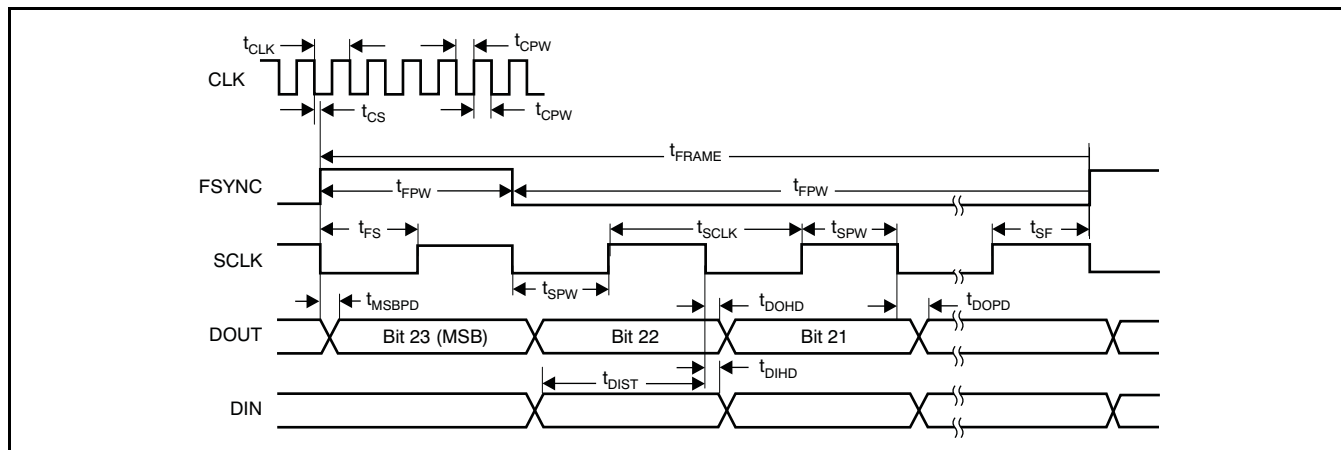 tCLK
tCPW
CLK
tCS
tCPW
tFRAME
FSYNC
tFPW
tFPW
tFS
tSCLK
tSPW
tSF
SCLK
tSPW
tMSBPD
tDOHD
tDOPD
DOUT
Bit 23 (MSB)
Bit 22
Bit 21
tDIST
tDIHD
DIN